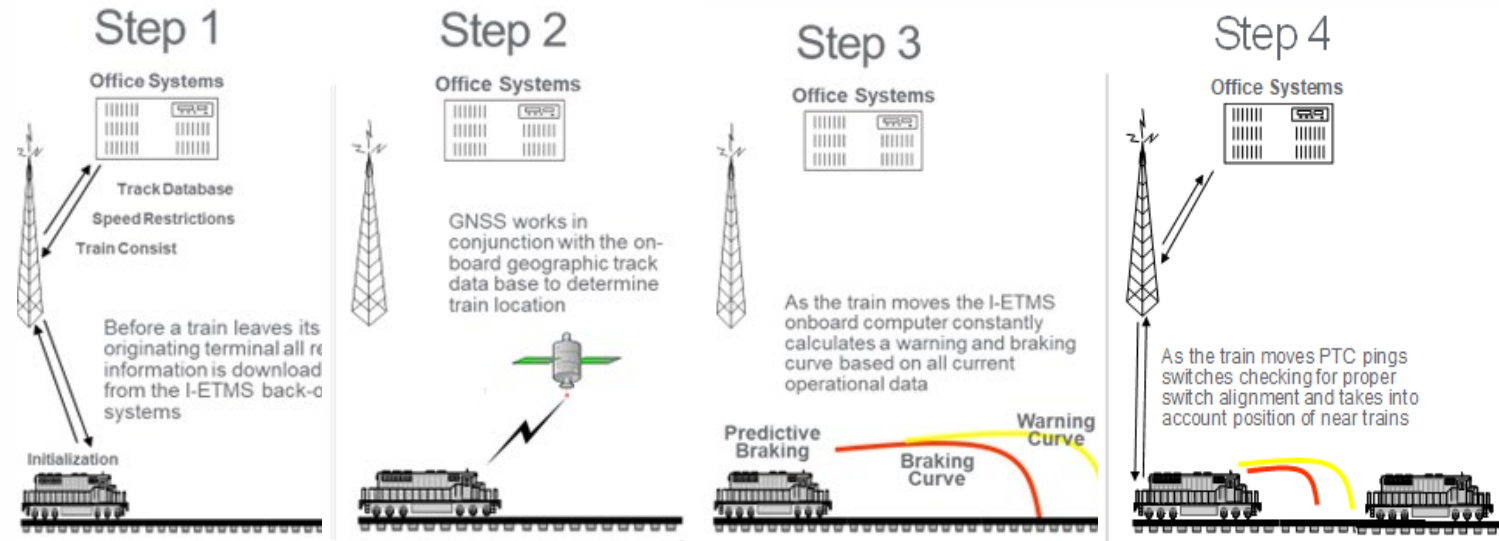 Step 1
Office Systems
Track Database
Speed Restrictions
Train Consist
Before a train leaves its
originating terminal all re
information is download
from the I-ETMS back-o
systems
Initialization
Step 2
Office Systems
GNSS works in
conjunction with the on-
board geographic track
data base to determine
train location
Step 3
Office Systems
As the train moves the I-ETMS
onboard computer constantly
calculates a warning and braking
curve based on all current
operational data
Predictive
Braking
Braking
Curve
Warning
Curve
Step 4
Office Systems
As the train moves PTC pings
switches checking for proper
switch alignment and takes into
account position of near trains